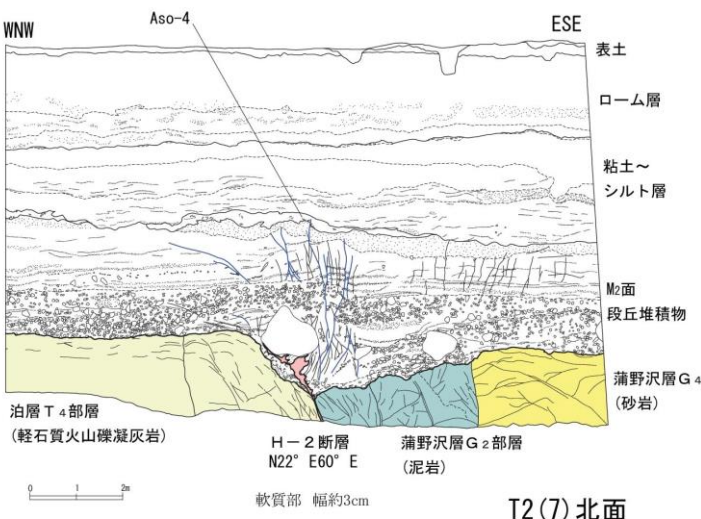 WNW
Aso-4
ESE
表土
ローム層
粘土～
シルト層
M2面
段丘堆積物
泊層T4部層
(軽石質火山礫凝灰岩)
H－2断層
N22°E60°E
蒲野沢層G2部層
(泥岩)
蒲野沢層G4
(砂岩)
0 1 2m
軟質部 幅約3cm
T2(7)北面